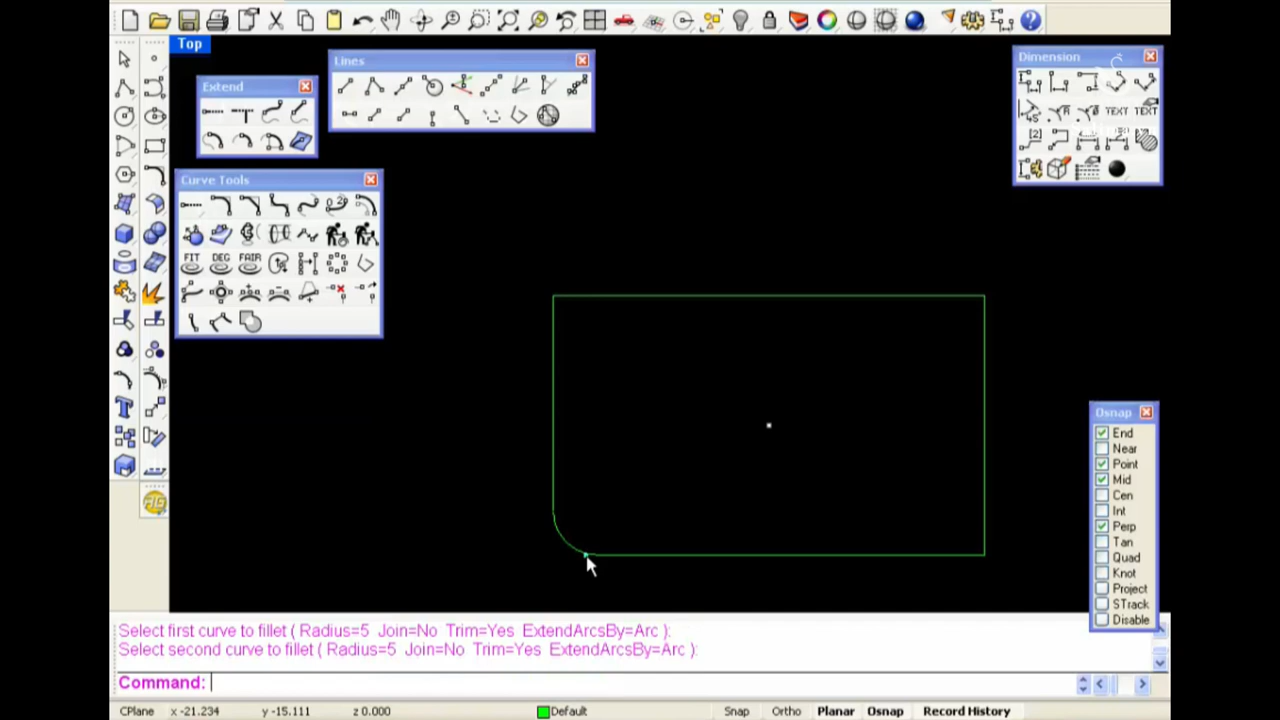 Top
Lines
Extend
Dimension
TEXT TEXT
[2]
Curve Tools
FIT DEG FAIR
Osnap
End
Near
Point
Mid
Cen
Int
Perp
Tan
Quad
Knot
Project
STrack
Disable
Select first curve to fillet ( Radius=5 Join=No Trim=Yes ExtendArcsBy=Arc ):
Select second curve to fillet ( Radius=5 Join=No Trim=Yes ExtendArcsBy=Arc ):
Command:
CPlane x -21.234 y -15.111 z 0.000 Default Snap Ortho Planar Osnap Record History